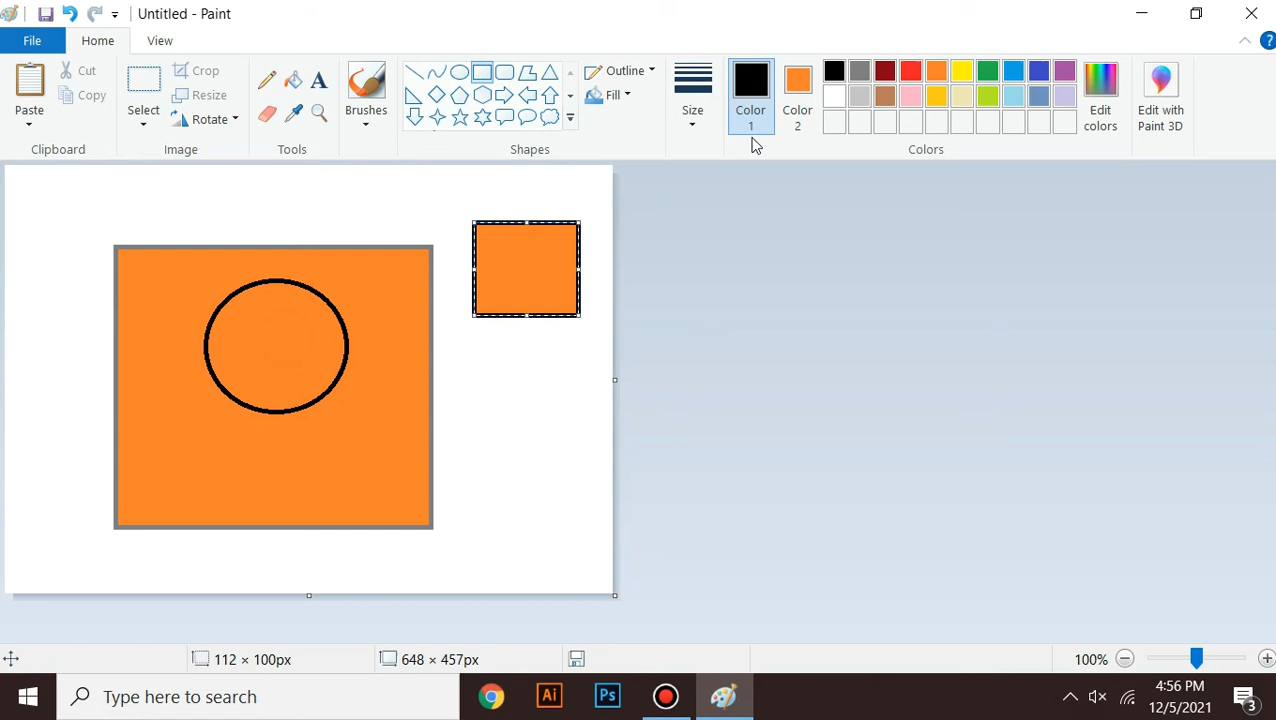 Untitled - Paint
File Home View
Paste Cut Copy Clipboard
Select Crop Resize Rotate Image
A Tools
Brushes
Outline Fill Shapes
Size
Color 1 Color 2 Edit colors Colors
Edit with Paint 3D
?
112 × 100px 648 × 457px 100%
Type here to search Ai Ps 4:56 PM
12/5/2021 3